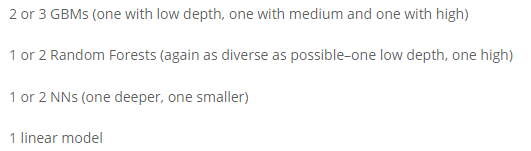 2 or 3 GBMs (one with low depth, one with medium and one with high)
1 or 2 Random Forests (again as diverse as possible–one low depth, one high)
1 or 2 NNs (one deeper, one smaller)
1 linear model